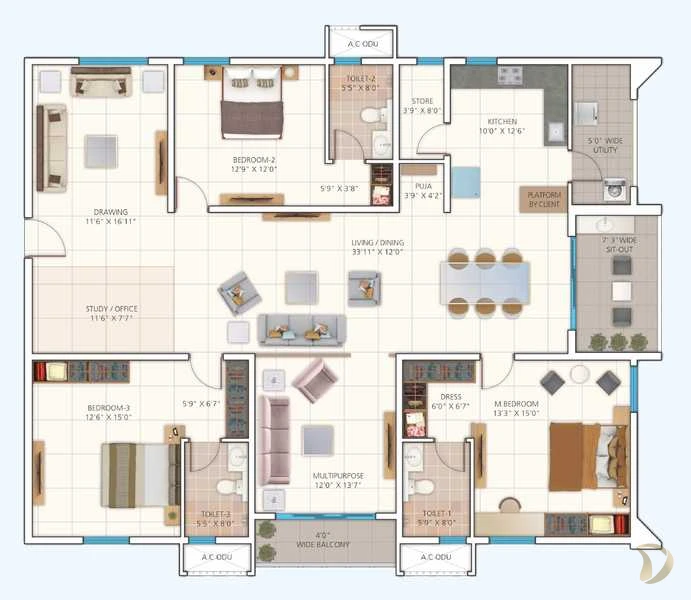 A.C ODU
TOILET-2
5'5" X 8'0"
STORE
3'9" X 8'0"
KITCHEN
10'0" X 12'6"
5'0" WIDE
UTILITY
BEDROOM-2
12'9" X 12'0"
5'9" X 3'8"
PUJA
3'9" X 4'2"
PLATFORM
BY CLIENT
DRAWING
11'6" X 16'11"
LIVING / DINING
33'11" X 12'0"
7' 3" WIDE
SIT-OUT
STUDY / OFFICE
11'6" X 7'7"
BEDROOM-3
12'6" X 15'0"
5'9" X 6'7"
DRESS
6'0" X 6'7"
M.BEDROOM
13'3" X 15'0"
MULTIPURPOSE
12'0" X 13'7"
TOILET-3
5'5" X 8'0"
TOILET-1
5'9" X 8'0"
4'0"
WIDE BALCONY
A.C ODU
A.C ODU